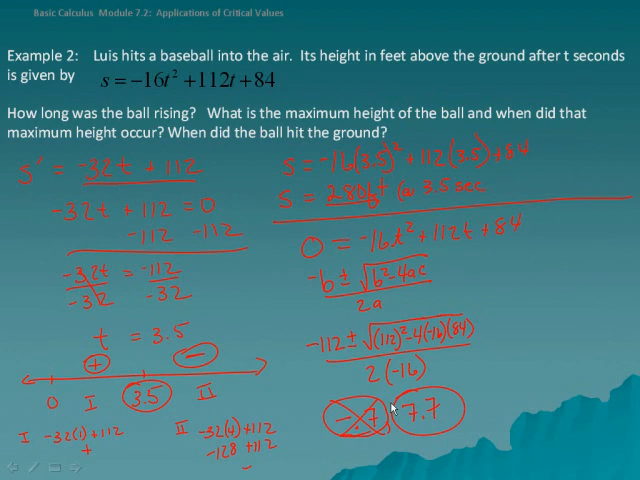 Basic Calculus Module 7.2: Applications of Critical Values
Example 2: Luis hits a baseball into the air. Its height in feet above the ground after t seconds
is given by s = −16t² + 112t + 84
How long was the ball rising? What is the maximum height of the ball and when did that
maximum height occur? When did the ball hit the ground?
s' = -32t + 112
-32t + 112 = 0
-112 -112
-32t = -112
-32 -32
t = 3.5
+ −
0 I 3.5 II
I -32(1) + 112
+
II -32(4) + 112
-128 + 112
−
s = -16(3.5)² + 112(3.5) + 84
s = 280 ft @ 3.5 sec
0 = -16t² + 112t + 84
-b ± √b² - 4ac
2a
-112 ± √(112)² - 4(-16)(84)
2(-16)
-.7, 7.7